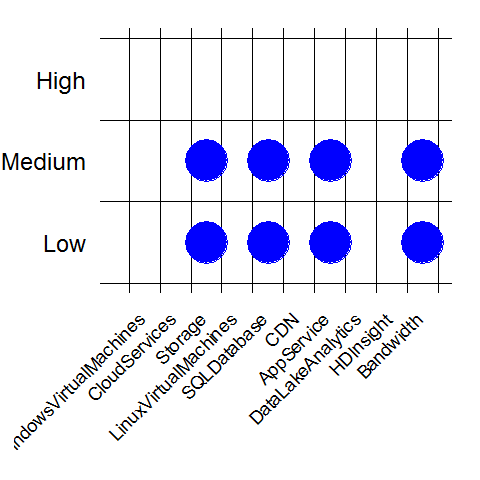 High
Medium
Low
ndowsVirtualMachines
CloudServices
Storage
LinuxVirtualMachines
SQLDatabase
CDN
AppService
DataLakeAnalytics
HDInsight
Bandwidth